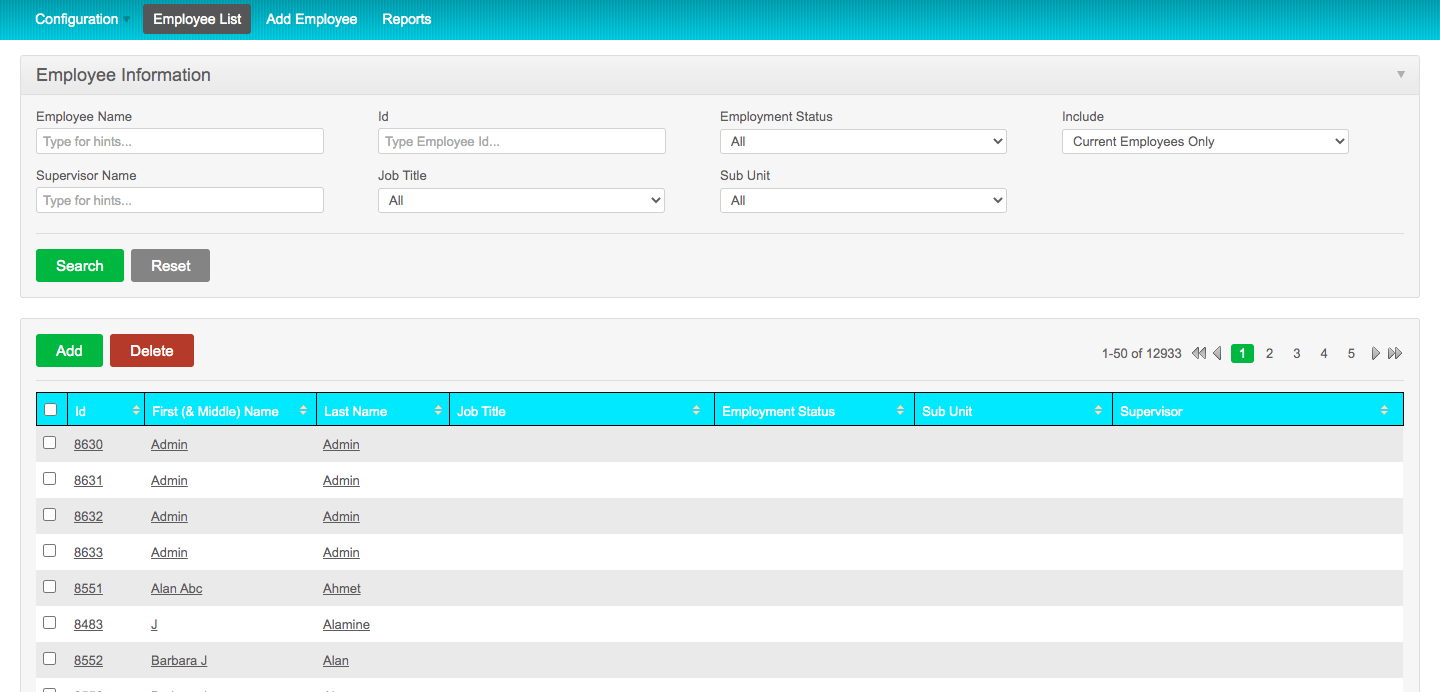 Configuration Employee List Add Employee Reports
Employee Information
Employee Name Id Employment Status Include
Type for hints... Type Employee Id... All Current Employees Only
Supervisor Name Job Title Sub Unit
Type for hints... All All
Search Reset
Add Delete 1-50 of 12933 1 2 3 4 5
Id First (& Middle) Name Last Name Job Title Employment Status Sub Unit Supervisor
8630 Admin Admin
8631 Admin Admin
8632 Admin Admin
8633 Admin Admin
8551 Alan Abc Ahmet
8483 J Alamine
8552 Barbara J Alan